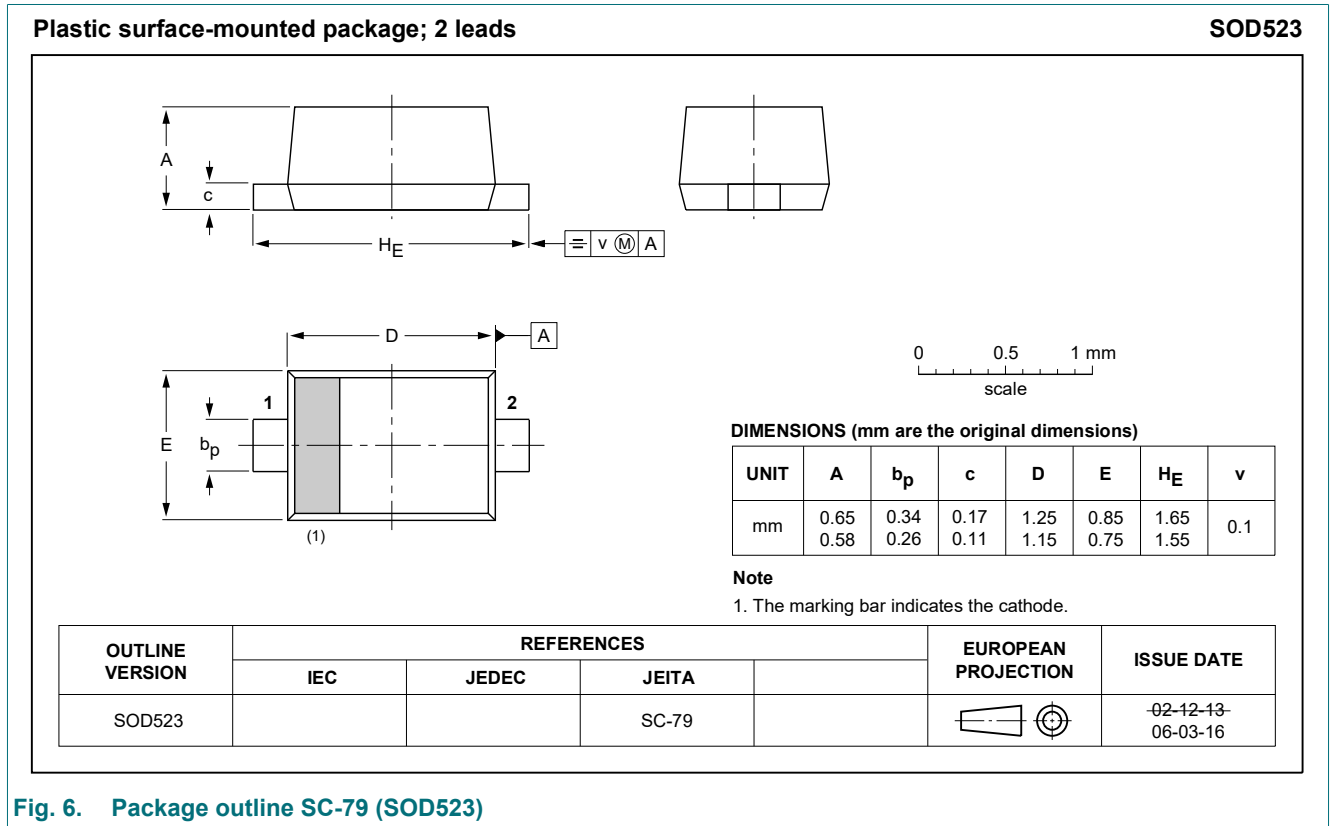 Plastic surface-mounted package; 2 leads SOD523
A
c
HE
v M A
D
A
E
bp
1
2
(1)
0 0.5 1 mm
scale
DIMENSIONS (mm are the original dimensions)
UNIT A bp c D E HE v
mm 0.65 0.34 0.17 1.25 0.85 1.65 0.1
0.58 0.26 0.11 1.15 0.75 1.55
Note
1. The marking bar indicates the cathode.
OUTLINE VERSION REFERENCES EUROPEAN PROJECTION ISSUE DATE
IEC JEDEC JEITA
SOD523 SC-79 02-12-13
06-03-16
Fig. 6. Package outline SC-79 (SOD523)